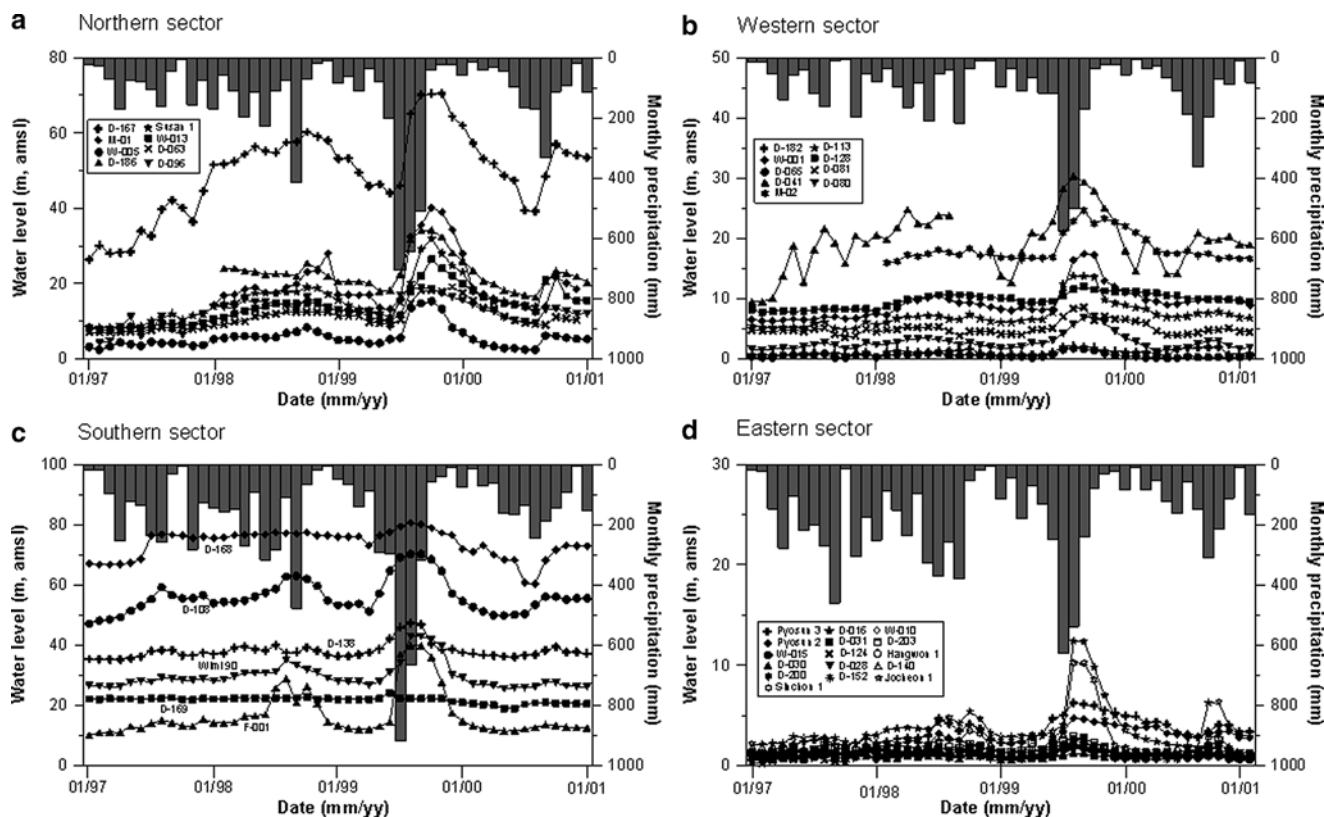 a Northern sector
Water level (m, amsl)
80
60
40
20
0
D-167 Susan 1
M-01 W-013
W-005 D-063
D-186 D-096
0
200
400
600
800
1000
Monthly precipitation (mm)
01/97 01/98 01/99 01/00 01/01
Date (mm/yy)
b Western sector
Water level (m, amsl)
50
40
30
20
10
0
D-182 D-113
W-001 D-128
D-065 D-081
D-041 D-080
M-02
0
200
400
600
800
1000
Monthly precipitation (mm)
01/97 01/98 01/99 01/00 01/01
Date (mm/yy)
c Southern sector
Water level (m, amsl)
100
80
60
40
20
0
D-168
D-108
D-138
Wimi90
D-169
F-001
0
200
400
600
800
1000
Monthly precipitation (mm)
01/97 01/98 01/99 01/00 01/01
Date (mm/yy)
d Eastern sector
Water level (m, amsl)
30
20
10
0
Pyosun 3 D-016 W-010
Pyosun 2 D-031 D-203
W-015 D-124 Hangwon 1
D-030 D-028 D-140
D-200 D-152 Jocheon 1
1
0
200
400
600
800
1000
Monthly precipitation (mm)
01/97 01/98 01/99 01/00 01/01
Date (mm/yy)